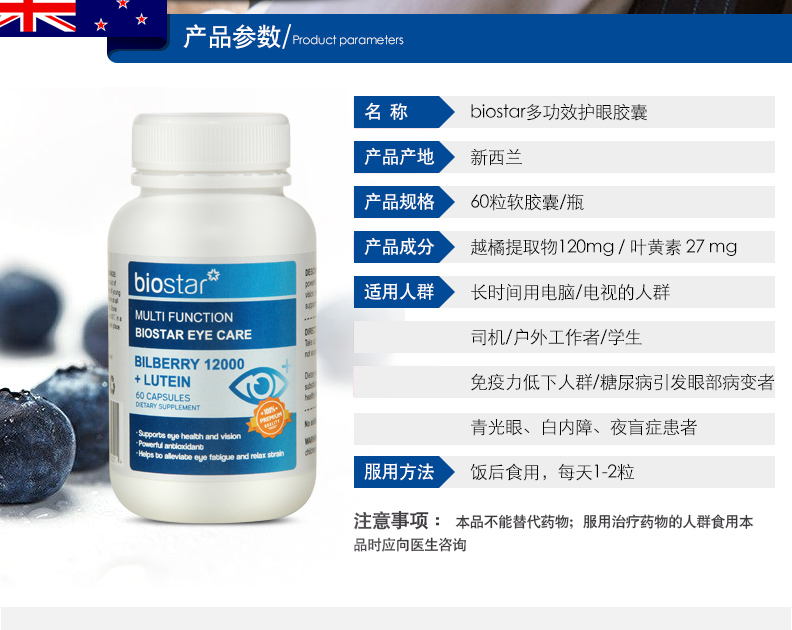 产品参数/Product parameters
名 称 biostar多功效护眼胶囊
产品产地 新西兰
产品规格 60粒软胶囊/瓶
产品成分 越橘提取物120mg / 叶黄素 27 mg
适用人群 长时间用电脑/电视的人群
司机/户外工作者/学生
免疫力低下人群/糖尿病引发眼部病变者
青光眼、白内障、夜盲症患者
服用方法 饭后食用，每天1-2粒
注意事项： 本品不能替代药物；服用治疗药物的人群食用本
品时应向医生咨询
biostar
MULTI FUNCTION
BIOSTAR EYE CARE
BILBERRY 12000
+ LUTEIN
60 CAPSULES
DIETARY SUPPLEMENT
100%
PREMIUM
QUALITY
· Supports eye health and vision
· Powerful antioxidant
· Helps to alleviate eye fatigue and relax strain